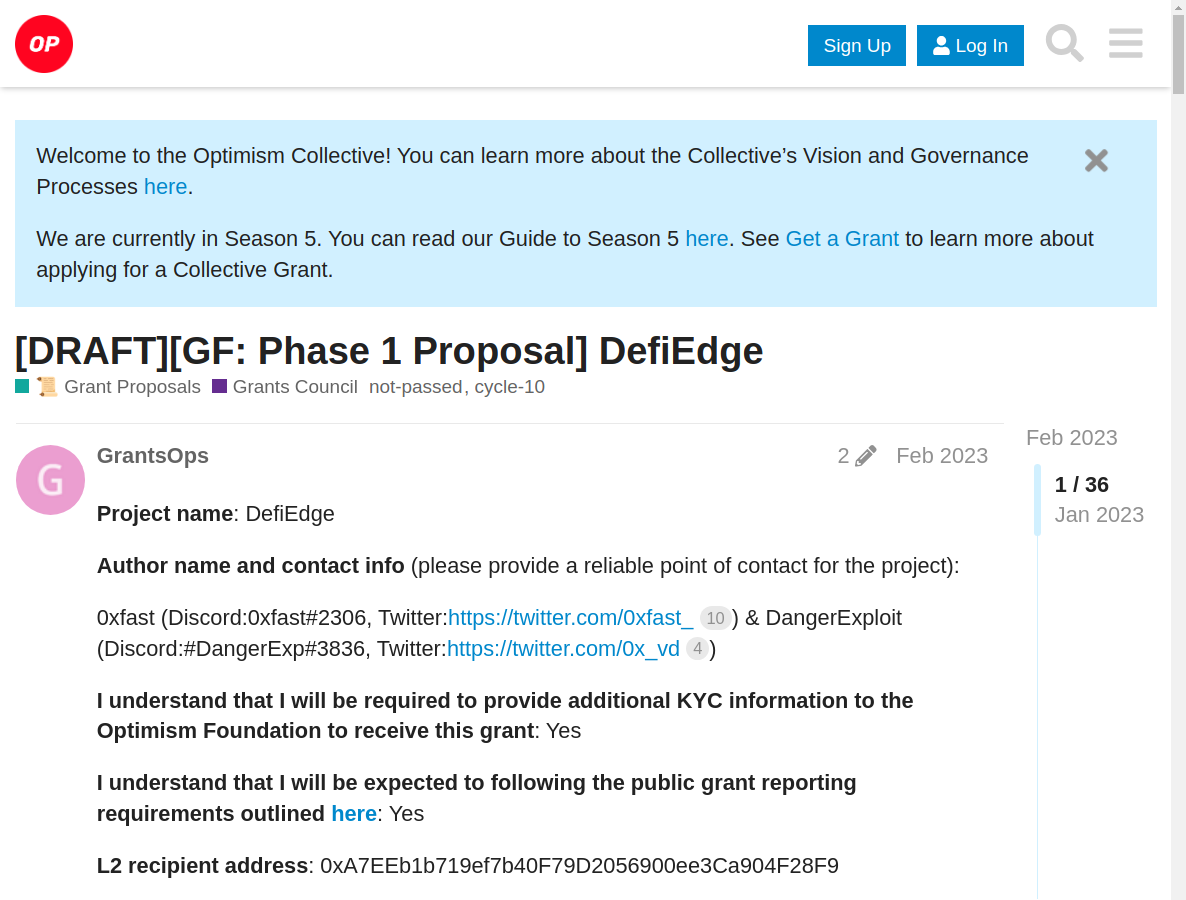 OP
Sign Up
Log In
Welcome to the Optimism Collective! You can learn more about the Collective’s Vision and Governance
Processes here.
We are currently in Season 5. You can read our Guide to Season 5 here. See Get a Grant to learn more about
applying for a Collective Grant.
[DRAFT][GF: Phase 1 Proposal] DefiEdge
📜 Grant Proposals Grants Council not-passed, cycle-10
Feb 2023
1 / 36
Jan 2023
G
GrantsOps
2 Feb 2023
Project name: DefiEdge
Author name and contact info (please provide a reliable point of contact for the project):
0xfast (Discord:0xfast#2306, Twitter:https://twitter.com/0xfast_ 10) & DangerExploit
(Discord:#DangerExp#3836, Twitter:https://twitter.com/0x_vd 4)
I understand that I will be required to provide additional KYC information to the
Optimism Foundation to receive this grant: Yes
I understand that I will be expected to following the public grant reporting
requirements outlined here: Yes
L2 recipient address: 0xA7EEb1b719ef7b40F79D2056900ee3Ca904F28F9